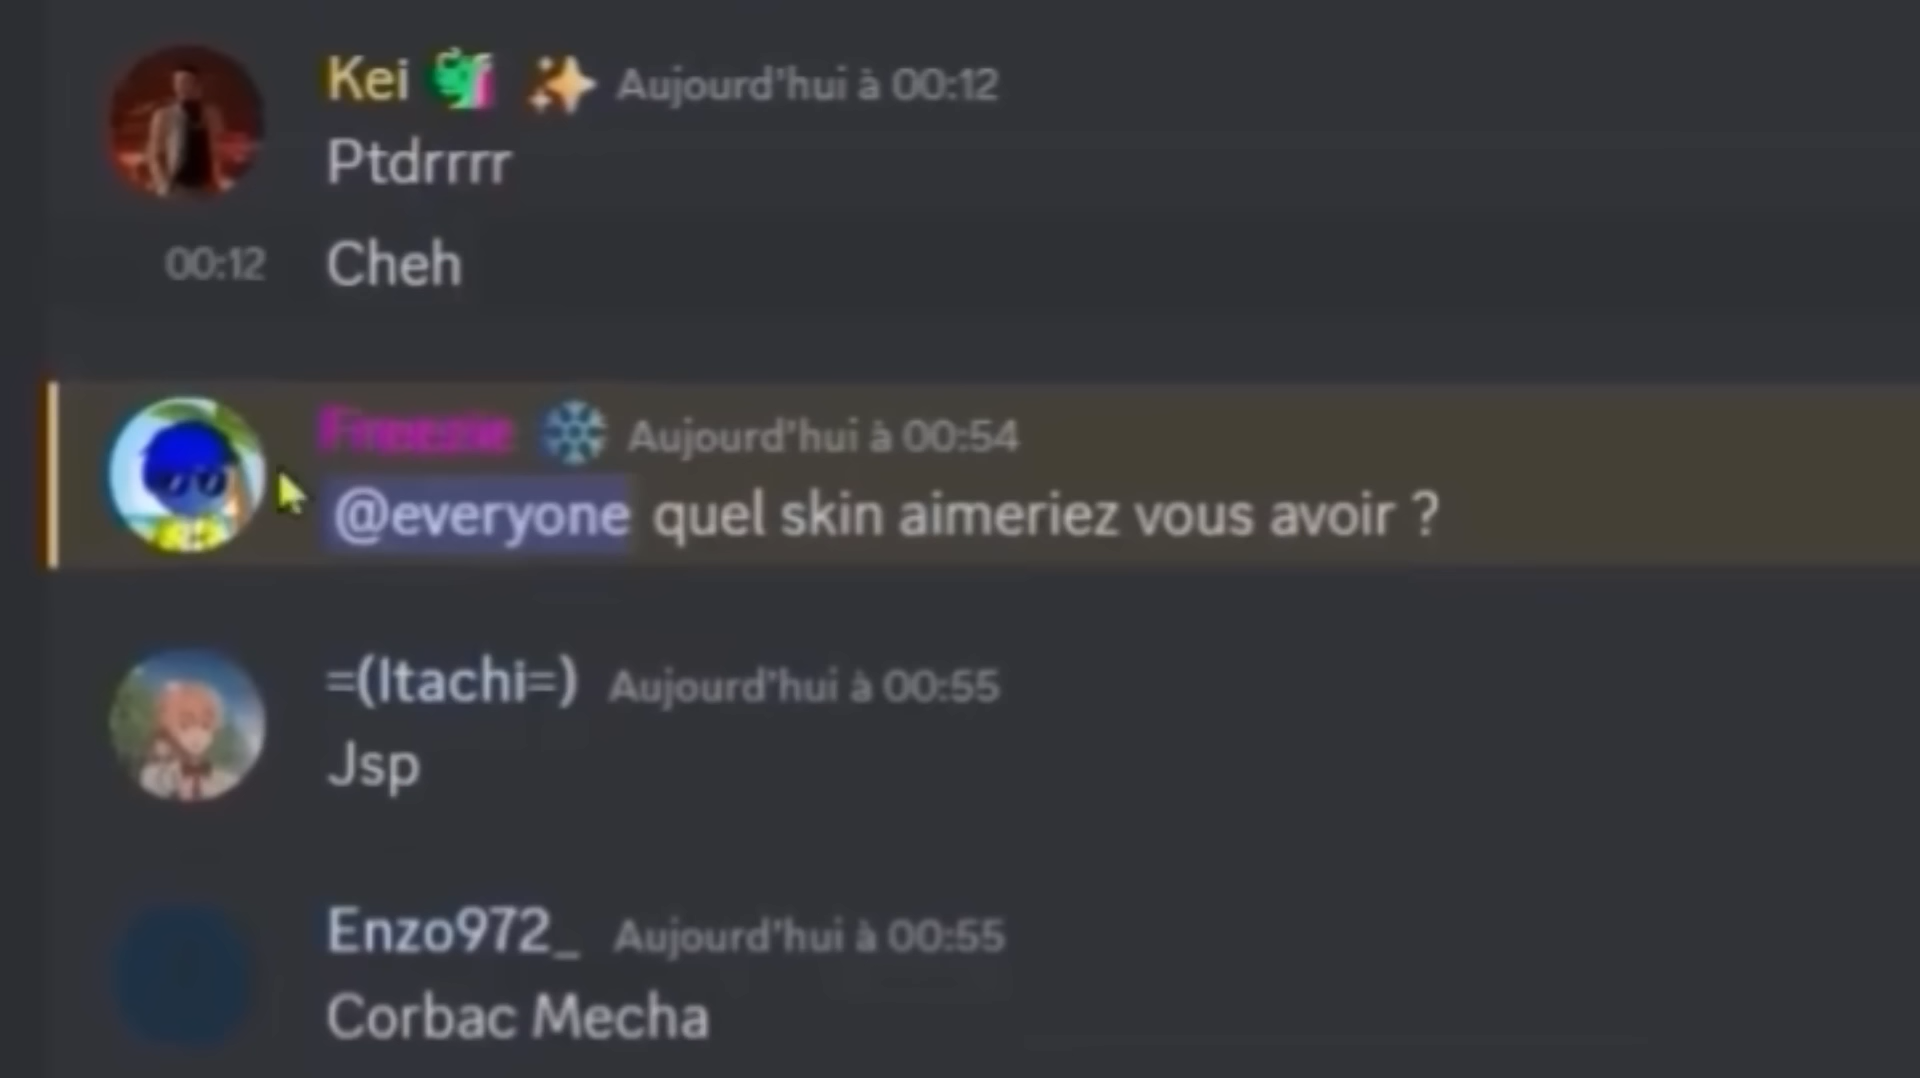 Kei Aujourd'hui à 00:12
Ptdrrrr
00:12 Cheh
Freezie Aujourd'hui à 00:54
@everyone quel skin aimeriez vous avoir ?
=(Itachi=) Aujourd'hui à 00:55
Jsp
Enzo972_ Aujourd'hui à 00:55
Corbac Mecha